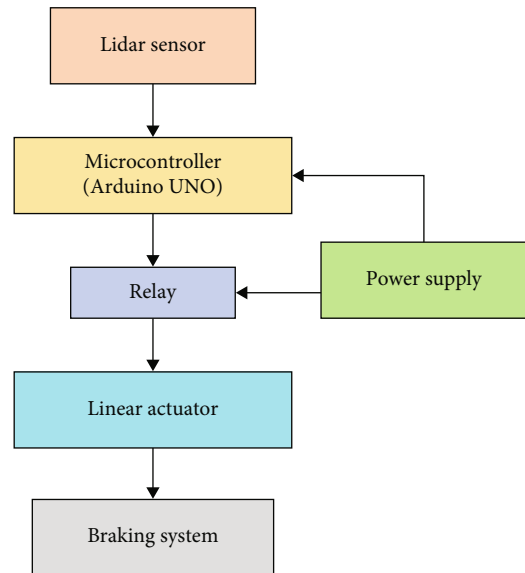 Lidar sensor
Microcontroller
(Arduino UNO)
Power supply
Relay
Linear actuator
Braking system